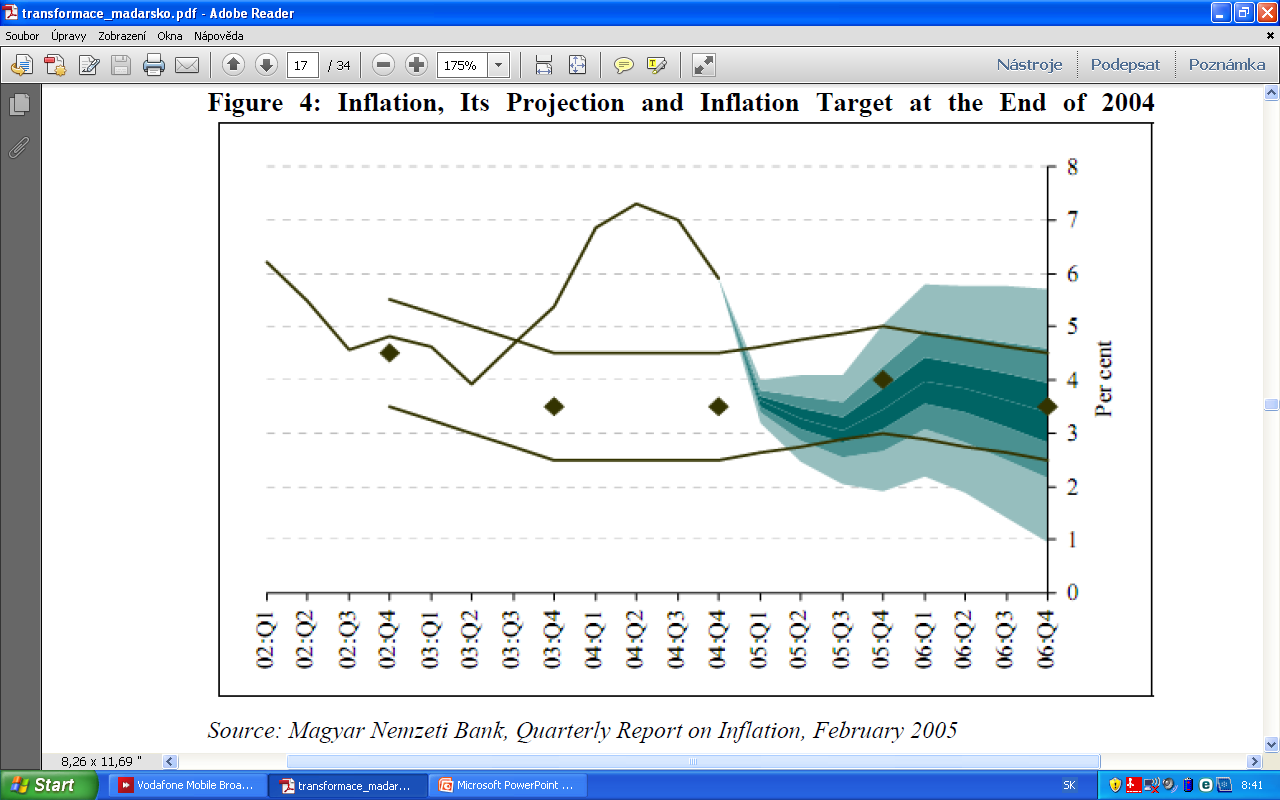 transformace_madarsko.pdf - Adobe Reader
Soubor Úpravy Zobrazení Okna Nápověda
17 / 34 175% Nástroje Podepsat Poznámka
Figure 4: Inflation, Its Projection and Inflation Target at the End of 2004
8
7
6
5
4
3
2
1
0
Per cent
02:Q1 02:Q2 02:Q3 02:Q4 03:Q1 03:Q2 03:Q3 03:Q4 04:Q1 04:Q2 04:Q3 04:Q4 05:Q1 05:Q2 05:Q3 05:Q4 06:Q1 06:Q2 06:Q3 06:Q4
Source: Magyar Nemzeti Bank, Quarterly Report on Inflation, February 2005
8,26 x 11,69 "
Start Vodafone Mobile Broa... transformace_madars... Microsoft PowerPoint ... SK 8:41